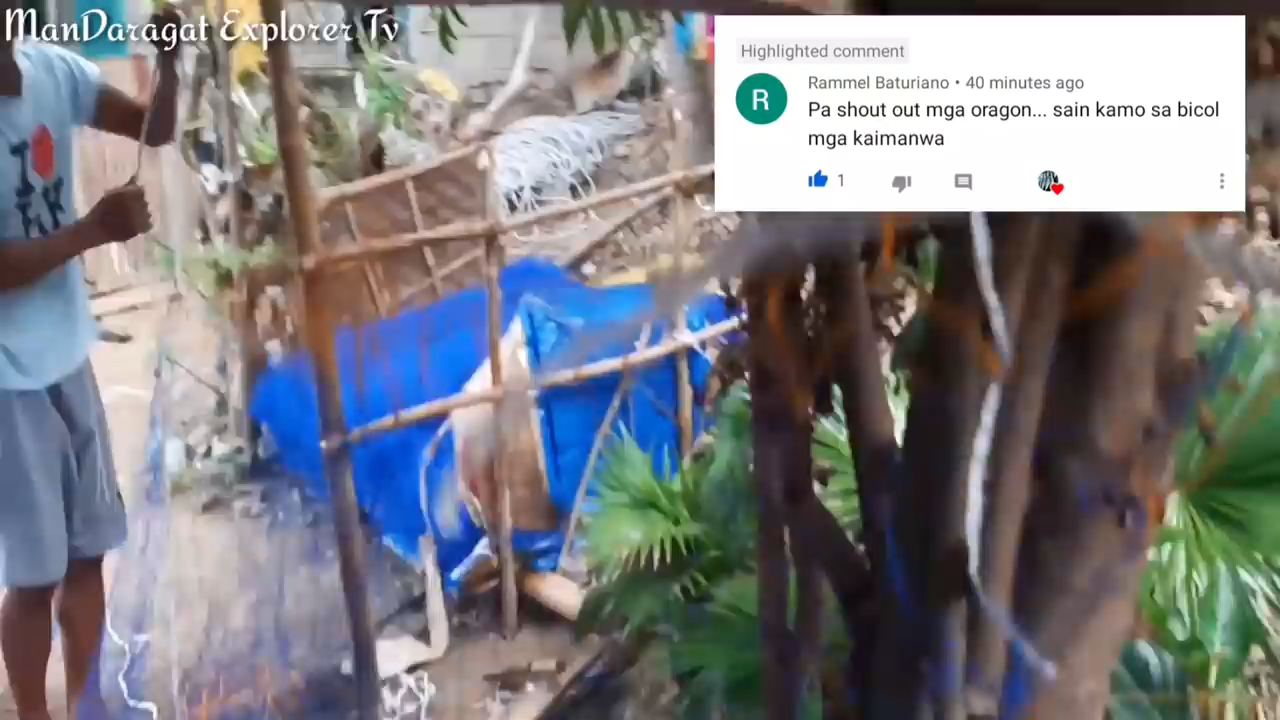 ManDaragat Explorer Tv
Highlighted comment
R
Rammel Baturiano • 40 minutes ago
Pa shout out mga oragon... sain kamo sa bicol
mga kaimanwa
1